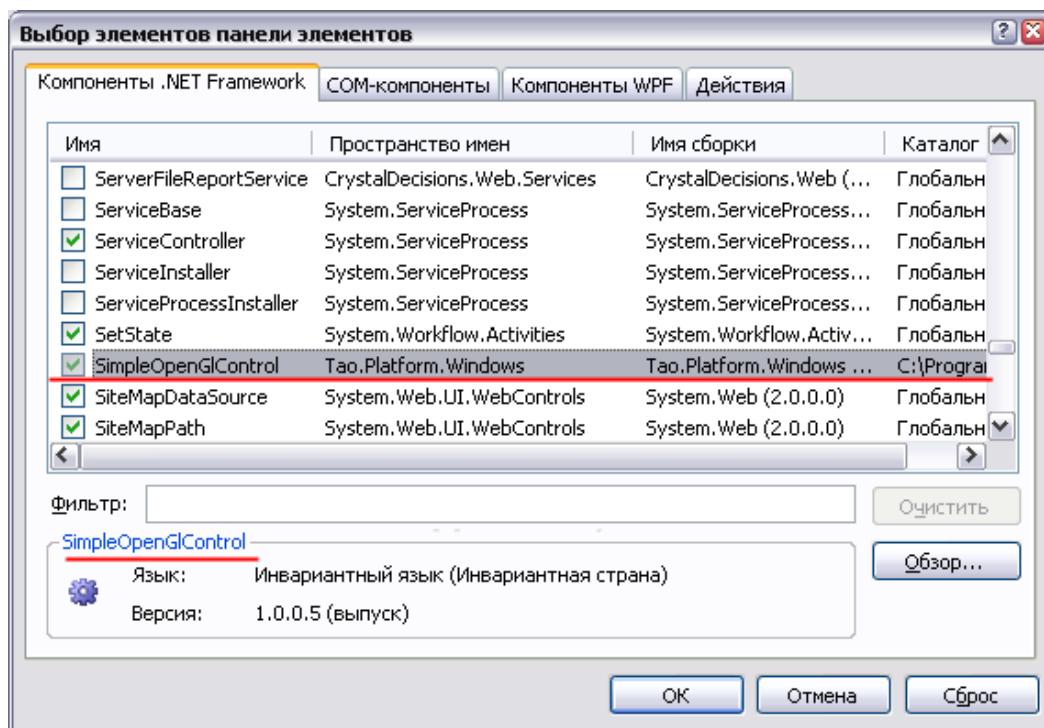 Выбор элементов панели элементов
Компоненты .NET Framework COM-компоненты Компоненты WPF Действия
Имя Пространство имен Имя сборки Каталог
ServerFileReportService CrystalDecisions.Web.Services CrystalDecisions.Web (... Глобальн
ServiceBase System.ServiceProcess System.ServiceProcess... Глобальн
ServiceController System.ServiceProcess System.ServiceProcess... Глобальн
ServiceInstaller System.ServiceProcess System.ServiceProcess... Глобальн
ServiceProcessInstaller System.ServiceProcess System.ServiceProcess... Глобальн
SetState System.Workflow.Activities System.Workflow.Activ... Глобальн
SimpleOpenGlControl Tao.Platform.Windows Tao.Platform.Windows ... C:\Progra
SiteMapDataSource System.Web.UI.WebControls System.Web (2.0.0.0) Глобальн
SiteMapPath System.Web.UI.WebControls System.Web (2.0.0.0) Глобальн
Фильтр: Очистить
SimpleOpenGlControl
Обзор...
Язык: Инвариантный язык (Инвариантная страна)
Версия: 1.0.0.5 (выпуск)
ОК Отмена Сброс